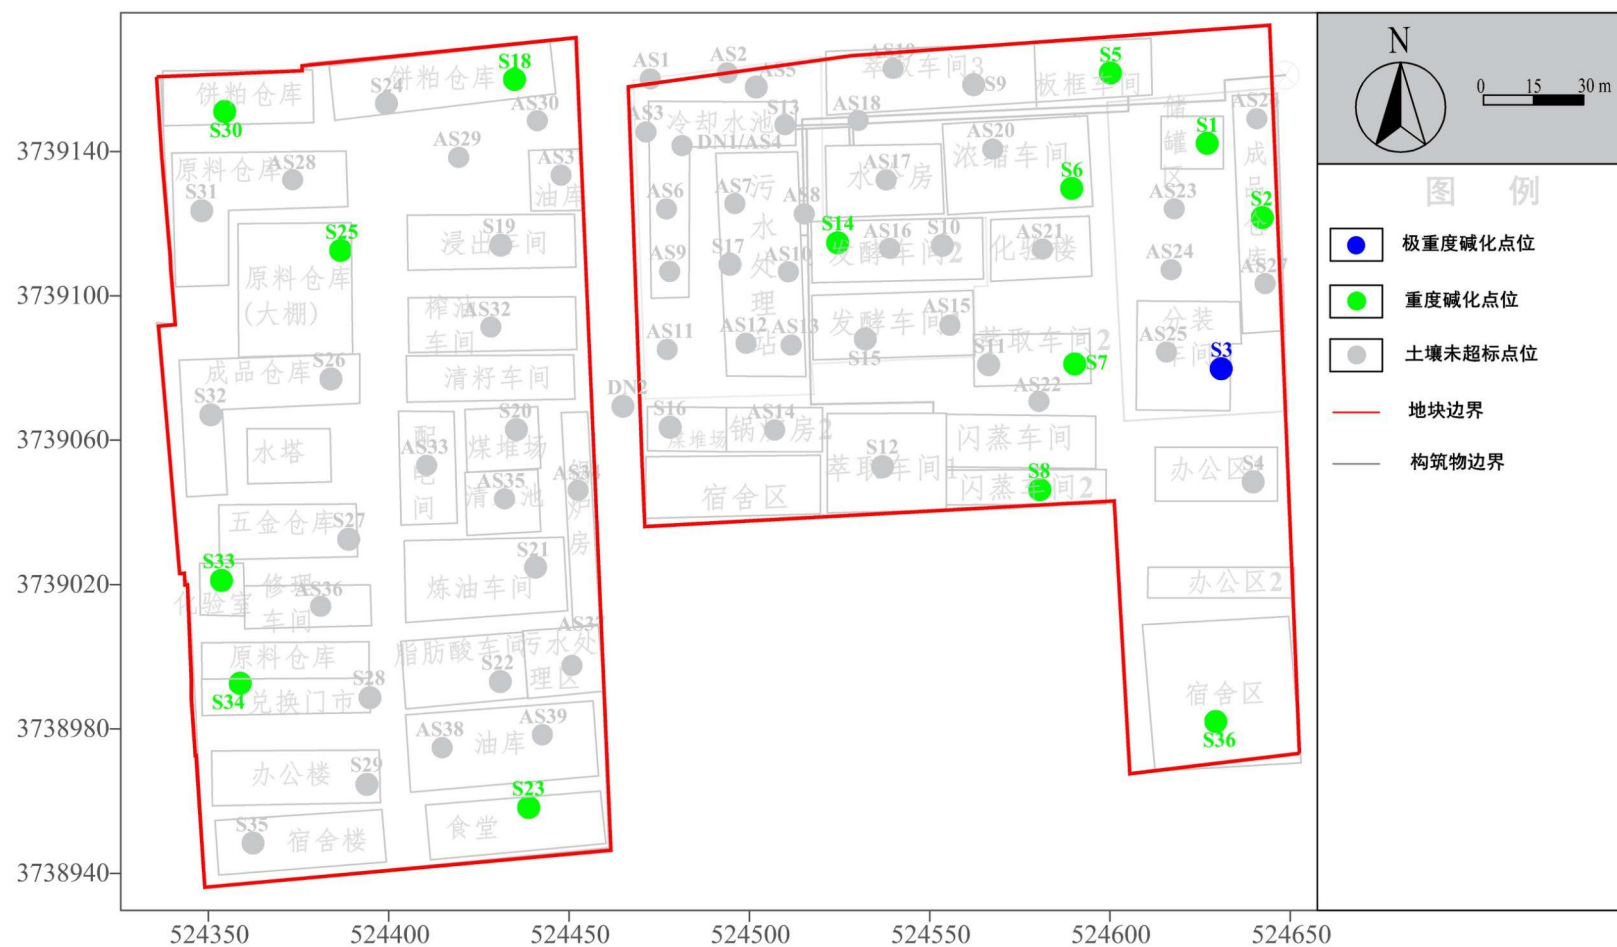 N
0 15 30 m
图 例
极重度碱化点位
重度碱化点位
土壤未超标点位
地块边界
构筑物边界
3739140
3739100
3739060
3739020
3738980
3738940
524350 524400 524450 524500 524550 524600 524650
饼粕仓库
S30
饼粕仓库
S24
S18
AS30
AS29
原料仓库
AS28
S31
油库
S25
原料仓库
(大棚)
S19
浸出车间
榨油
车间
AS32
清籽车间
成品仓库
S26
S32
水塔
AS33
S20
煤堆场
AS35
AS34
五金仓库
S27
S33
化验室
修理
车间
AS36
S21
炼油车间
原料仓库
S34
兑换门市
S28
脂肪酸车间
S22
污水处
理区
AS37
AS38
油库
AS39
办公楼
S29
S23
食堂
S35
宿舍楼
AS1
AS2
AS5
AS3
冷却水池
S13
DN1/AS4
AS18
萃取车间3
S9
S5
板框车间
储
罐
区
S1
成
品
仓
库
S2
AS6
AS7
AS8
污
水
处
理
站
AS9
S17
AS10
AS17
AS20
浓缩车间
S6
S14
AS16
S10
发酵车间2
AS21
化验楼
AS23
AS24
AS27
AS11
AS12
AS13
发酵车间
AS15
S15
S11
萃取车间2
S7
AS22
分装
车间
AS25
S3
DN2
S16
煤堆场
AS14
锅炉房2
宿舍区
S12
萃取车间1
闪蒸车间
S8
闪蒸车间2
办公区
S4
办公区2
宿舍区
S36